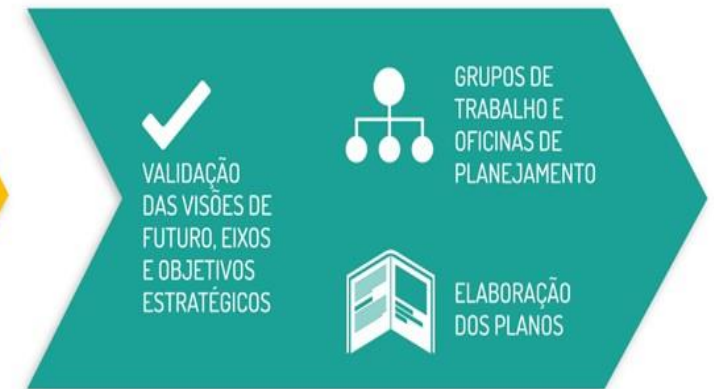 VALIDAÇÃO
DAS VISÕES DE
FUTURO, EIXOS
E OBJETIVOS
ESTRATÉGICOS
GRUPOS DE
TRABALHO E
OFICINAS DE
PLANEJAMENTO
ELABORAÇÃO
DOS PLANOS